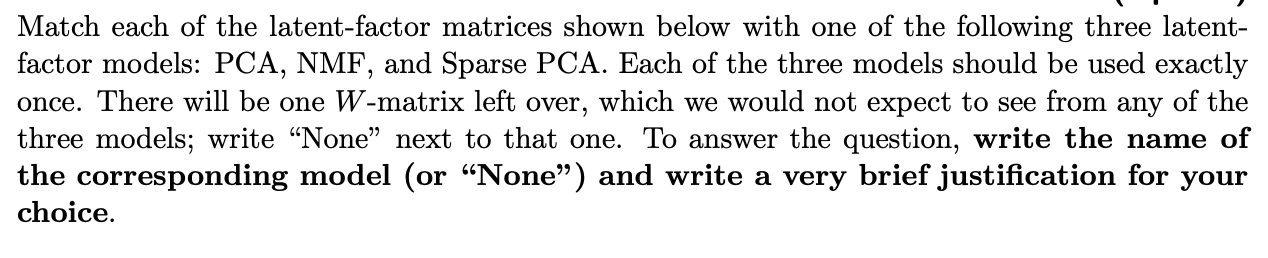 Match each of the latent-factor matrices shown below with one of the following three latent-
factor models: PCA, NMF, and Sparse PCA. Each of the three models should be used exactly
once. There will be one W-matrix left over, which we would not expect to see from any of the
three models; write “None” next to that one. To answer the question, write the name of
the corresponding model (or “None”) and write a very brief justification for your
choice.